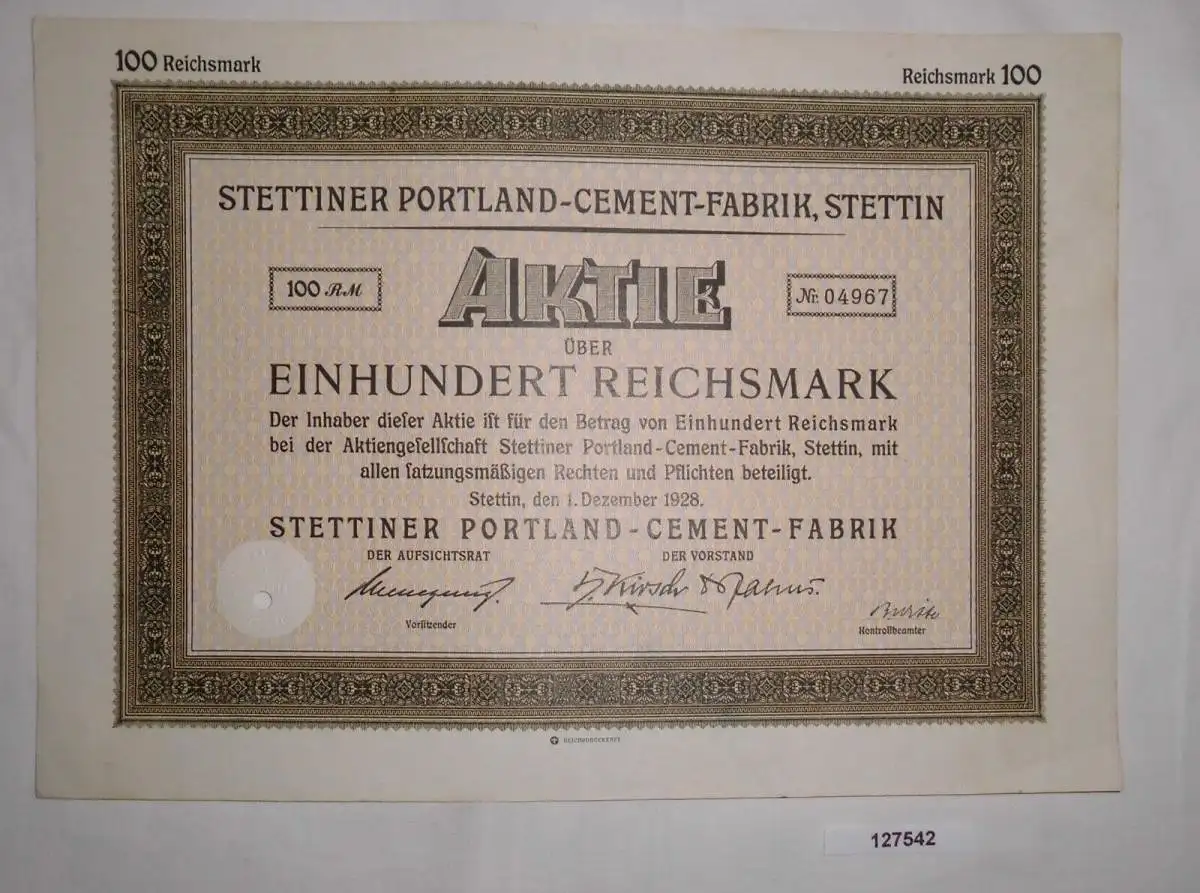 100 Reichsmark
Reichsmark 100
STETTINER PORTLAND-CEMENT-FABRIK, STETTIN
100 RM
AKTIE
Nr. 04967
ÜBER
EINHUNDERT REICHSMARK
Der Inhaber dieſer Aktie iſt für den Betrag von Einhundert Reichsmark
bei der Aktiengeſellſchaft Stettiner Portland-Cement-Fabrik, Stettin, mit
allen ſatzungsmäßigen Rechten und Pflichten beteiligt.
Stettin, den 1. Dezember 1928.
STETTINER PORTLAND-CEMENT-FABRIK
DER AUFSICHTSRAT
DER VORSTAND
Vorſitzender
Kontrollbeamter
REICHSDRUCKEREI
127542